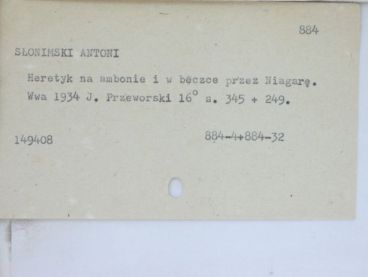 884
SŁONIMSKI ANTONI
Heretyk na ambonie i w beczce przez Niagarę.
Wwa 1934 J. Przeworski 16° s. 345 + 249.
149408 884-4+884-32